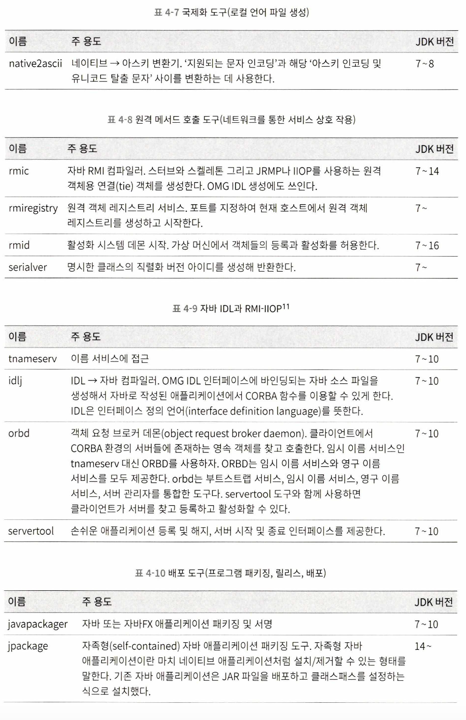 표 4-7 국제화 도구(로컬 언어 파일 생성)
이름 주 용도 JDK 버전
native2ascii 네이티브 → 아스키 변환기. ‘지원되는 문자 인코딩’과 해당 ‘아스키 인코딩 및 7~8
유니코드 탈출 문자’ 사이를 변환하는 데 사용한다.
표 4-8 원격 메서드 호출 도구(네트워크를 통한 서비스 상호 작용)
이름 주 용도 JDK 버전
rmic 자바 RMI 컴파일러. 스터브와 스켈레톤 그리고 JRMP나 IIOP를 사용하는 원격 7~14
객체용 연결(tie) 객체를 생성한다. OMG IDL 생성에도 쓰인다.
rmiregistry 원격 객체 레지스트리 서비스. 포트를 지정하여 현재 호스트에서 원격 객체 7~
레지스트리를 생성하고 시작한다.
rmid 활성화 시스템 데몬 시작. 가상 머신에서 객체들의 등록과 활성화를 허용한다. 7~16
serialver 명시한 클래스의 직렬화 버전 아이디를 생성해 반환한다. 7~
표 4-9 자바 IDL과 RMI-IIOP11
이름 주 용도 JDK 버전
tnameserv 이름 서비스에 접근 7~10
idlj IDL → 자바 컴파일러. OMG IDL 인터페이스에 바인딩되는 자바 소스 파일을 7~10
생성해서 자바로 작성된 애플리케이션에서 CORBA 함수를 이용할 수 있게 한다.
IDL은 인터페이스 정의 언어(interface definition language)를 뜻한다.
orbd 객체 요청 브로커 데몬(object request broker daemon). 클라이언트에서 7~10
CORBA 환경의 서버들에 존재하는 영속 객체를 찾고 호출한다. 임시 이름 서비스인
tnameserv 대신 ORBD를 사용하자. ORBD는 임시 이름 서비스와 영구 이름
서비스를 모두 제공한다. orbd는 부트스트랩 서비스, 임시 이름 서비스, 영구 이름
서비스, 서버 관리자를 통합한 도구다. servertool 도구와 함께 사용하면
클라이언트가 서버를 찾고 등록하고 활성화할 수 있다.
servertool 손쉬운 애플리케이션 등록 및 해지, 서버 시작 및 종료 인터페이스를 제공한다. 7~10
표 4-10 배포 도구(프로그램 패키징, 릴리스, 배포)
이름 주 용도 JDK 버전
javapackager 자바 또는 자바FX 애플리케이션 패키징 및 서명 7~10
jpackage 자족형(self-contained) 자바 애플리케이션 패키징 도구. 자족형 자바 14~
애플리케이션이란 마치 네이티브 애플리케이션처럼 설치/제거할 수 있는 형태를
말한다. 기존 자바 애플리케이션은 JAR 파일을 배포하고 클래스패스를 설정하는
식으로 설치했다.